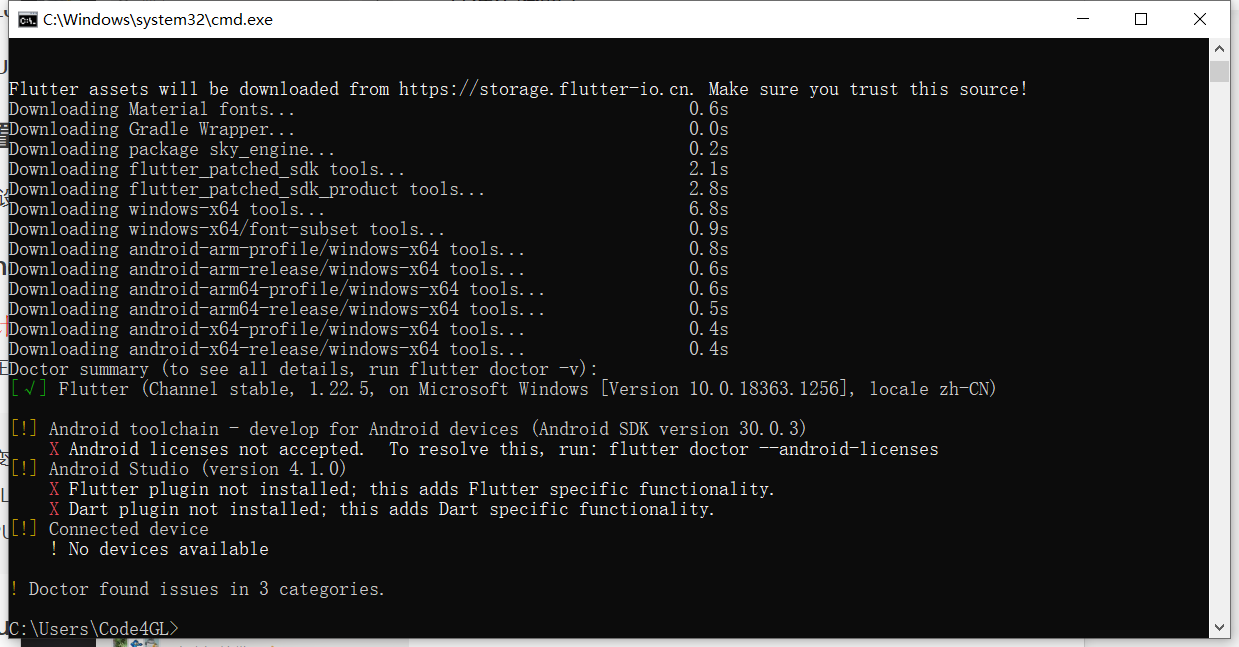 C:\Windows\system32\cmd.exe
Flutter assets will be downloaded from https://storage.flutter-io.cn. Make sure you trust this source!
Downloading Material fonts... 0.6s
Downloading Gradle Wrapper... 0.0s
Downloading package sky_engine... 0.2s
Downloading flutter_patched_sdk tools... 2.1s
Downloading flutter_patched_sdk_product tools... 2.8s
Downloading windows-x64 tools... 6.8s
Downloading windows-x64/font-subset tools... 0.9s
Downloading android-arm-profile/windows-x64 tools... 0.8s
Downloading android-arm-release/windows-x64 tools... 0.6s
Downloading android-arm64-profile/windows-x64 tools... 0.6s
Downloading android-arm64-release/windows-x64 tools... 0.5s
Downloading android-x64-profile/windows-x64 tools... 0.4s
Downloading android-x64-release/windows-x64 tools... 0.4s
Doctor summary (to see all details, run flutter doctor -v):
[√] Flutter (Channel stable, 1.22.5, on Microsoft Windows [Version 10.0.18363.1256], locale zh-CN)
[!] Android toolchain - develop for Android devices (Android SDK version 30.0.3)
X Android licenses not accepted.  To resolve this, run: flutter doctor --android-licenses
[!] Android Studio (version 4.1.0)
X Flutter plugin not installed; this adds Flutter specific functionality.
X Dart plugin not installed; this adds Dart specific functionality.
[!] Connected device
! No devices available
! Doctor found issues in 3 categories.
C:\Users\Code4GL>